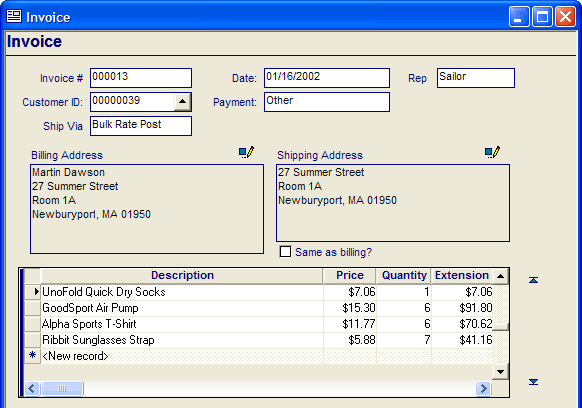 Invoice
Invoice
Invoice # 000013 Date: 01/16/2002 Rep Sailor
Customer ID: 00000039 Payment: Other
Ship Via Bulk Rate Post
Billing Address
Martin Dawson
27 Summer Street
Room 1A
Newburyport, MA 01950
Shipping Address
27 Summer Street
Room 1A
Newburyport, MA 01950
Same as billing?
Description Price Quantity Extension
UnoFold Quick Dry Socks $7.06 1 $7.06
GoodSport Air Pump $15.30 6 $91.80
Alpha Sports T-Shirt $11.77 6 $70.62
Ribbit Sunglasses Strap $5.88 7 $41.16
* <New record>